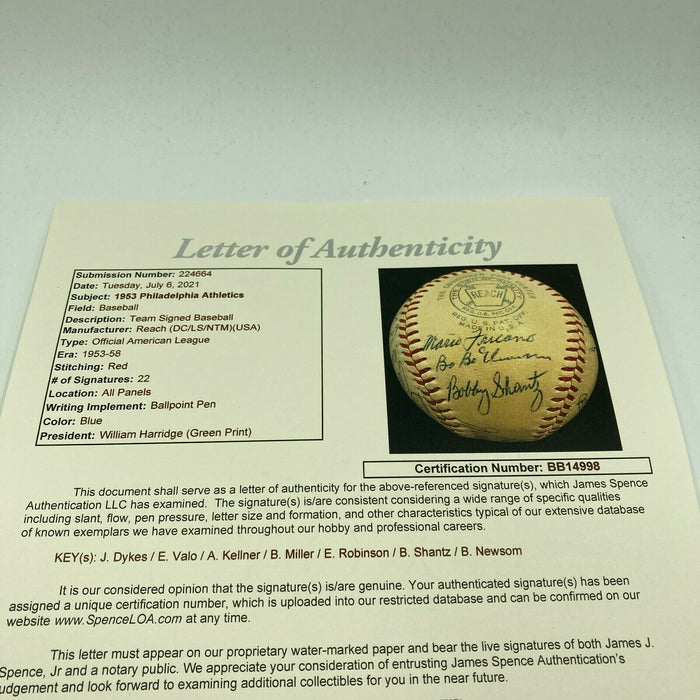 Letter of Authenticity
Submission Number: 224664
Date: Tuesday, July 6, 2021
Subject: 1953 Philadelphia Athletics
Field: Baseball
Description: Team Signed Baseball
Manufacturer: Reach (DC/LS/NTM)(USA)
Type: Official American League
Era: 1953-58
Stitching: Red
# of Signatures: 22
Location: All Panels
Writing Implement: Ballpoint Pen
Color: Blue
President: William Harridge (Green Print)
REACH
REG. U.S. PAT. OFF.
MADE IN U.S.A.
Mario Fricano
Bobby Shantz
Certification Number: BB14998
This document shall serve as a letter of authenticity for the above-referenced signature(s), which James Spence
Authentication LLC has examined. The signature(s) is/are consistent considering a wide range of specific qualities
including slant, flow, pen pressure, letter size and formation, and other characteristics typical of our extensive database
of known exemplars we have examined throughout our hobby and professional careers.
KEY(s): J. Dykes / E. Valo / A. Kellner / B. Miller / E. Robinson / B. Shantz / B. Newsom
It is our considered opinion that the signature(s) is/are genuine. Your authenticated signature(s) has been
assigned a unique certification number, which is uploaded into our restricted database and can be confirmed on our
website www.SpenceLOA.com at any time.
This letter must appear on our proprietary water-marked paper and bear the live signatures of both James J.
Spence, Jr and a notary public. We appreciate your consideration of entrusting James Spence Authentication's
judgement and look forward to examining additional collectibles for you in the near future.